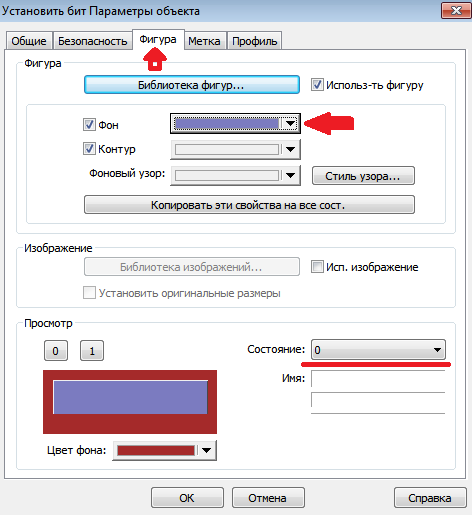 Установить бит Параметры объекта
Общие Безопасность Фигура Метка Профиль
Фигура
Библиотека фигур... Использ-ть фигуру
Фон
Контур
Фоновый узор: Стиль узора...
Копировать эти свойства на все сост.
Изображение
Библиотека изображений... Исп. изображение
Установить оригинальные размеры
Просмотр
0 1 Состояние: 0
Имя:
Цвет фона:
OK Отмена Справка